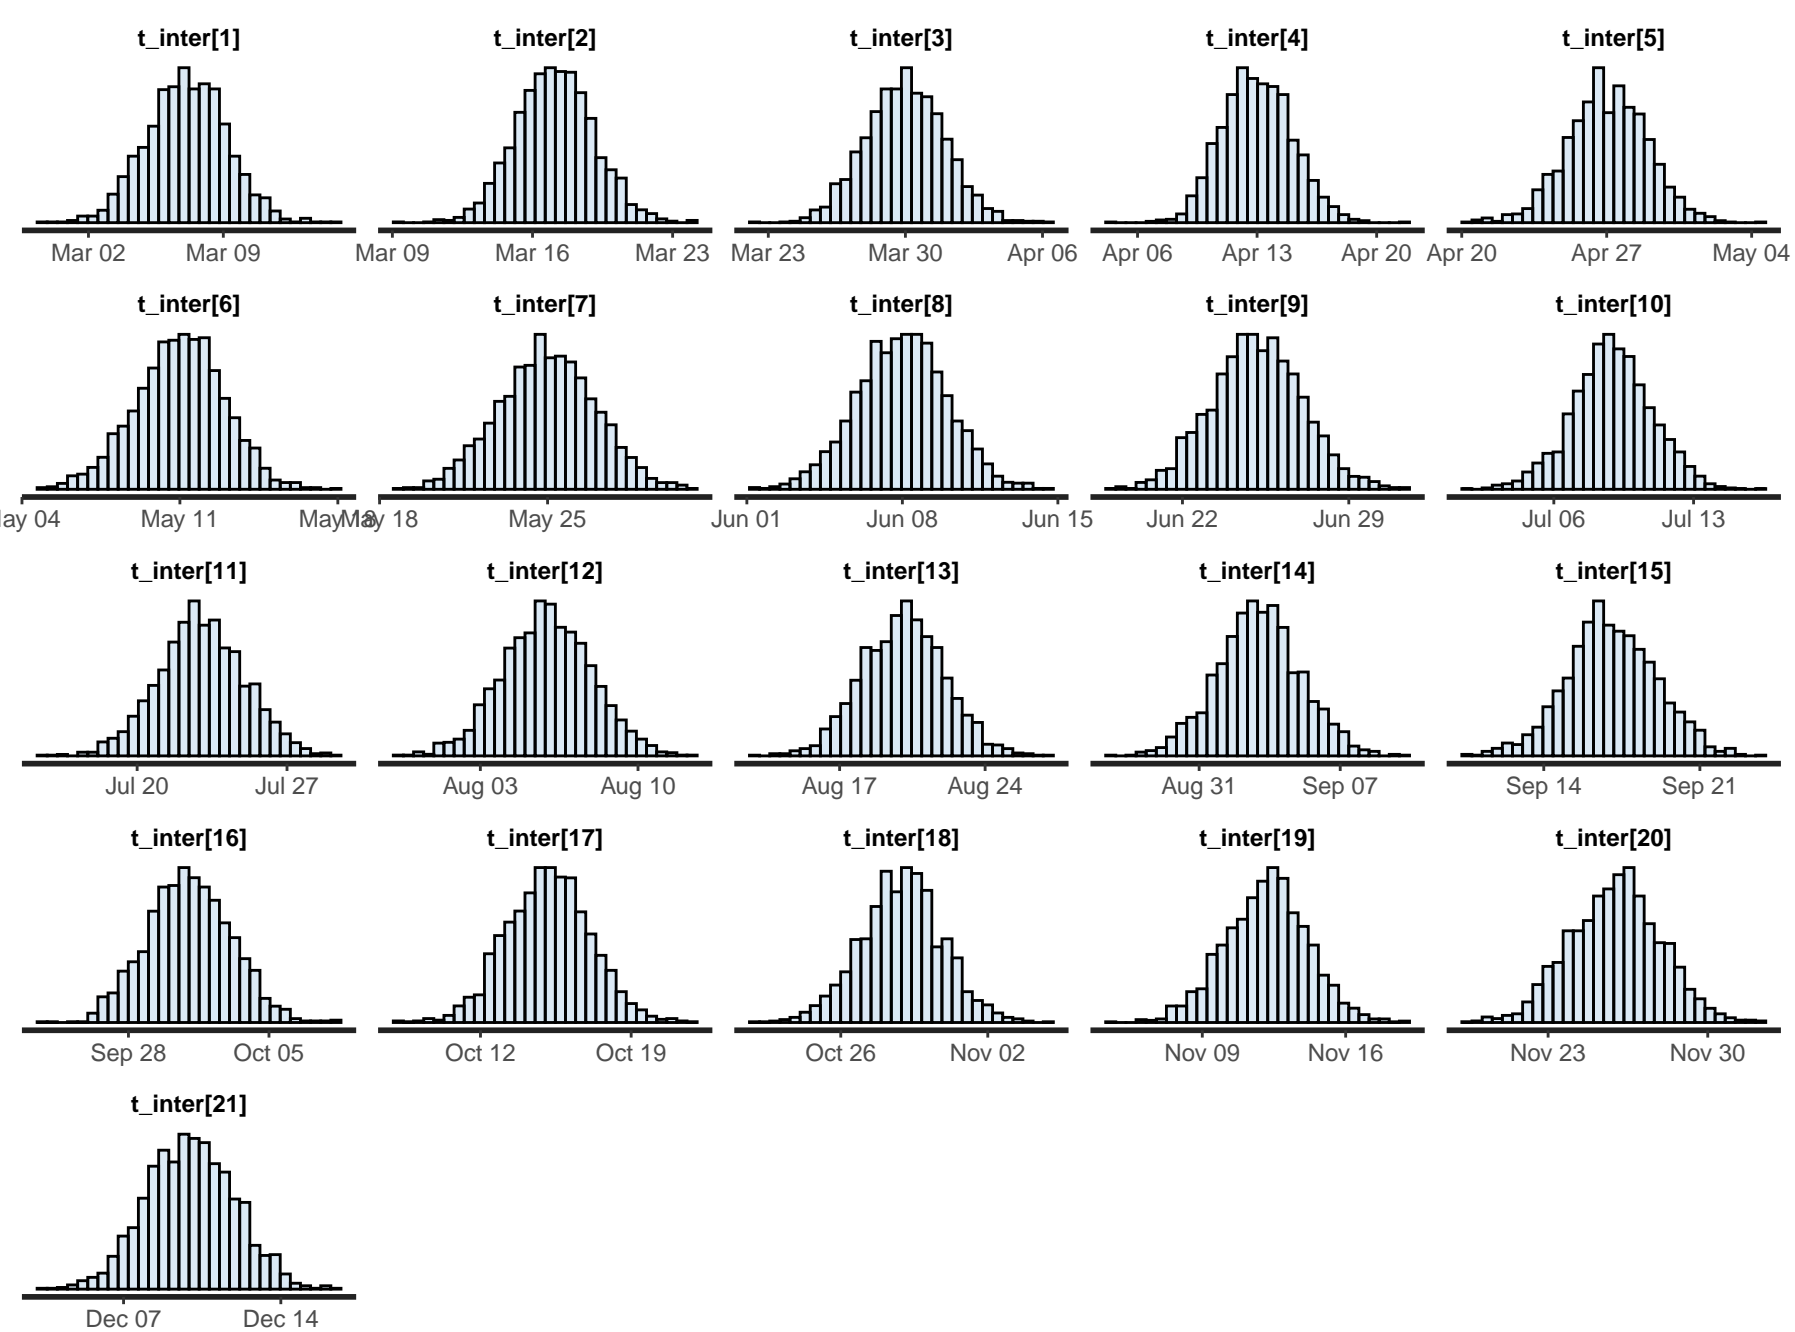 t_inter[1] t_inter[2] t_inter[3] t_inter[4] t_inter[5]
Mar 02 Mar 09 Mar 09 Mar 16 Mar 23 Mar 23 Mar 30 Apr 06 Apr 06 Apr 13 Apr 20 Apr 20 Apr 27 May 04
t_inter[6] t_inter[7] t_inter[8] t_inter[9] t_inter[10]
ay 04 May 11 May 18 May 18 May 25 Jun 01 Jun 08 Jun 15 Jun 22 Jun 29 Jul 06 Jul 13
t_inter[11] t_inter[12] t_inter[13] t_inter[14] t_inter[15]
Jul 20 Jul 27 Aug 03 Aug 10 Aug 17 Aug 24 Aug 31 Sep 07 Sep 14 Sep 21
t_inter[16] t_inter[17] t_inter[18] t_inter[19] t_inter[20]
Sep 28 Oct 05 Oct 12 Oct 19 Oct 26 Nov 02 Nov 09 Nov 16 Nov 23 Nov 30
t_inter[21]
Dec 07 Dec 14